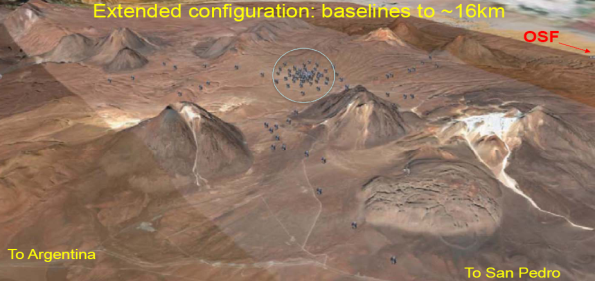 Extended configuration: baselines to ~16km
OSF
To Argentina
To San Pedro